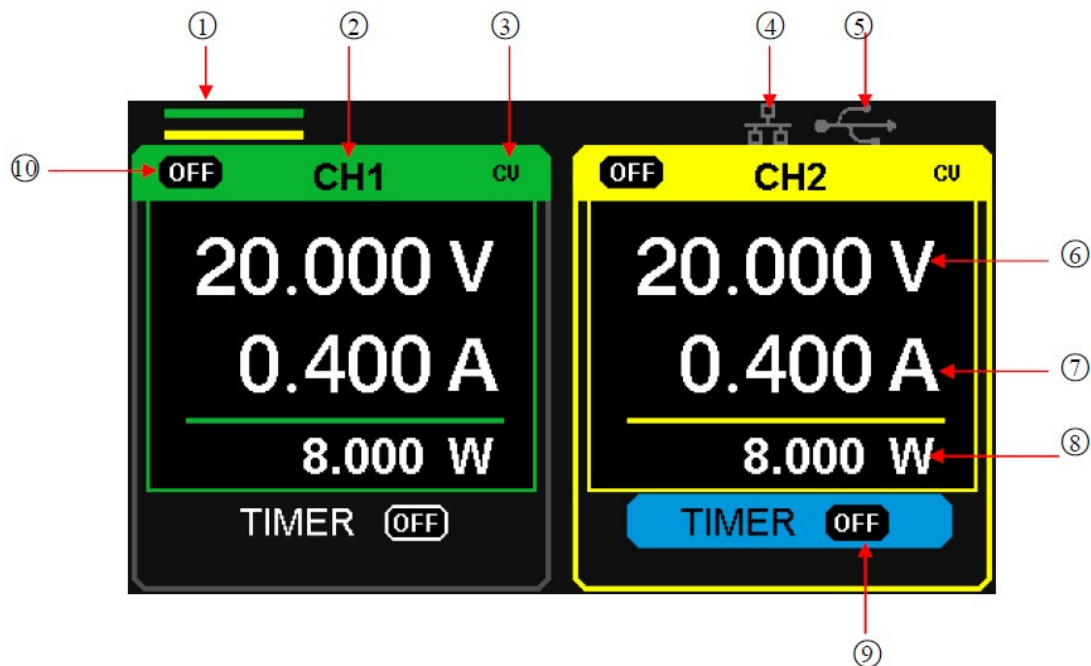 ① ② ③ ④ ⑤
⑩ OFF CH1 CV OFF CH2 CV
20.000 V 20.000 V ⑥
0.400 A 0.400 A ⑦
8.000 W 8.000 W ⑧
TIMER OFF TIMER OFF
⑨